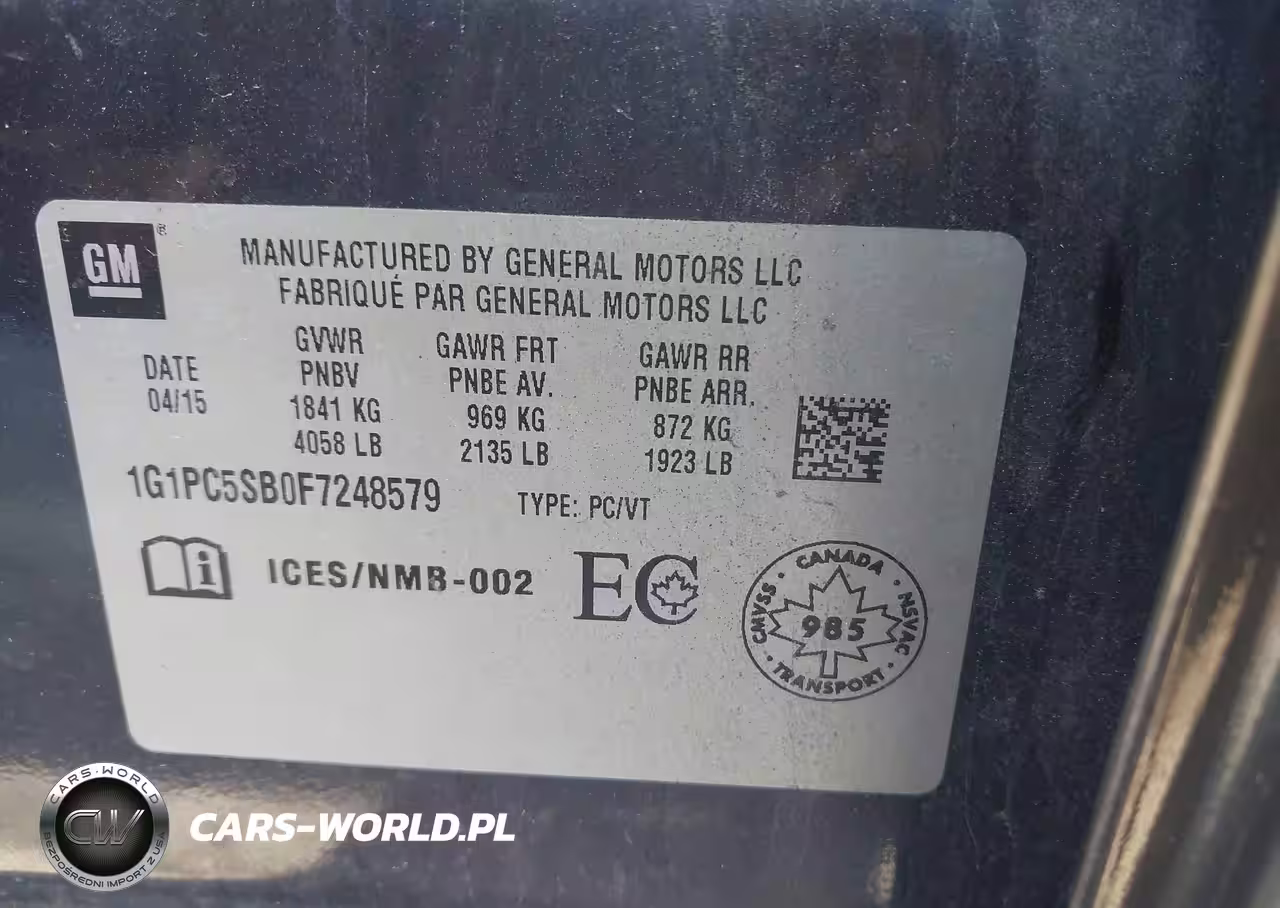 GM®
MANUFACTURED BY GENERAL MOTORS LLC
FABRIQUÉ PAR GENERAL MOTORS LLC
DATE
04/15
GVWR
PNBV
1841 KG
4058 LB
GAWR FRT
PNBE AV.
969 KG
2135 LB
GAWR RR
PNBE ARR.
872 KG
1923 LB
1G1PC5SB0F7248579 TYPE: PC/VT
i ICES/NMB-002 EC
CANADA
CMVSS · NSVAC
985
TRANSPORT
CARS-WORLD
CW
BEZPOŚREDNI IMPORT Z USA
CARS-WORLD.PL